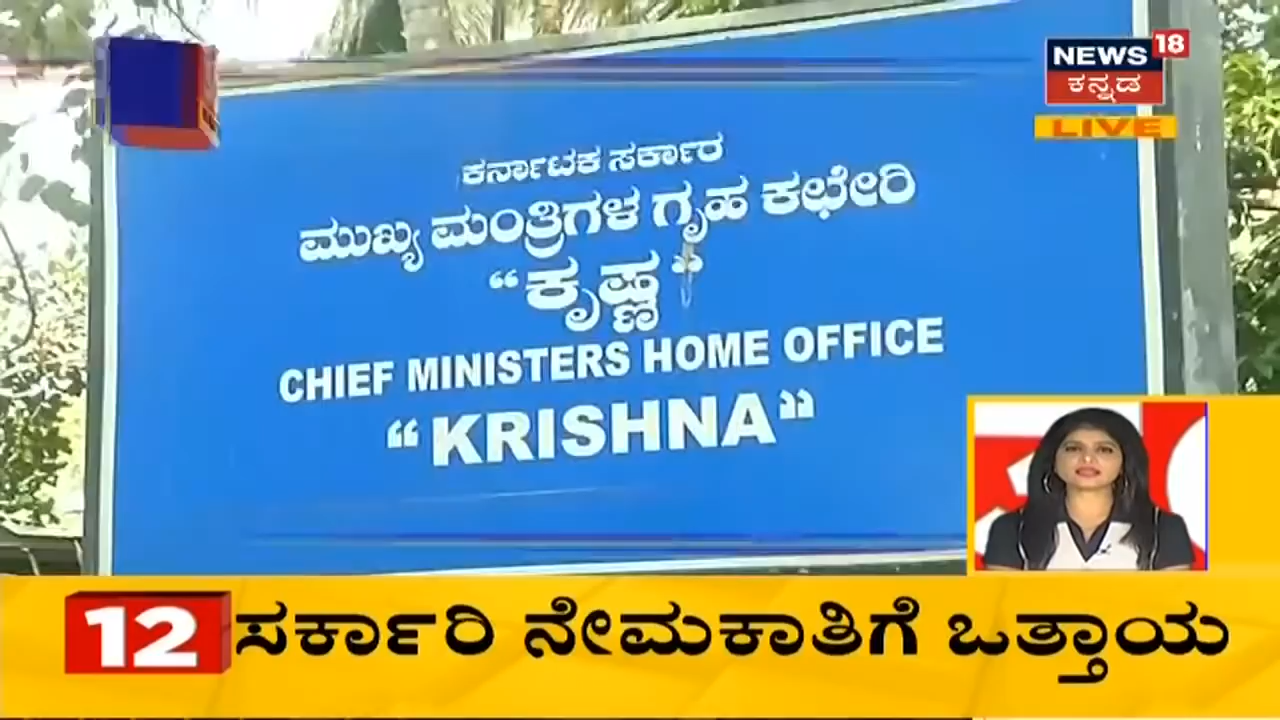 NEWS 18
ಕನ್ನಡ
LIVE
ಕರ್ನಾಟಕ ಸರ್ಕಾರ
ಮುಖ್ಯ ಮಂತ್ರಿಗಳ ಗೃಹ ಕಛೇರಿ
“ಕೃಷ್ಣ”
CHIEF MINISTERS HOME OFFICE
“KRISHNA”
12 ಸರ್ಕಾರಿ ನೇಮಕಾತಿಗೆ ಒತ್ತಾಯ